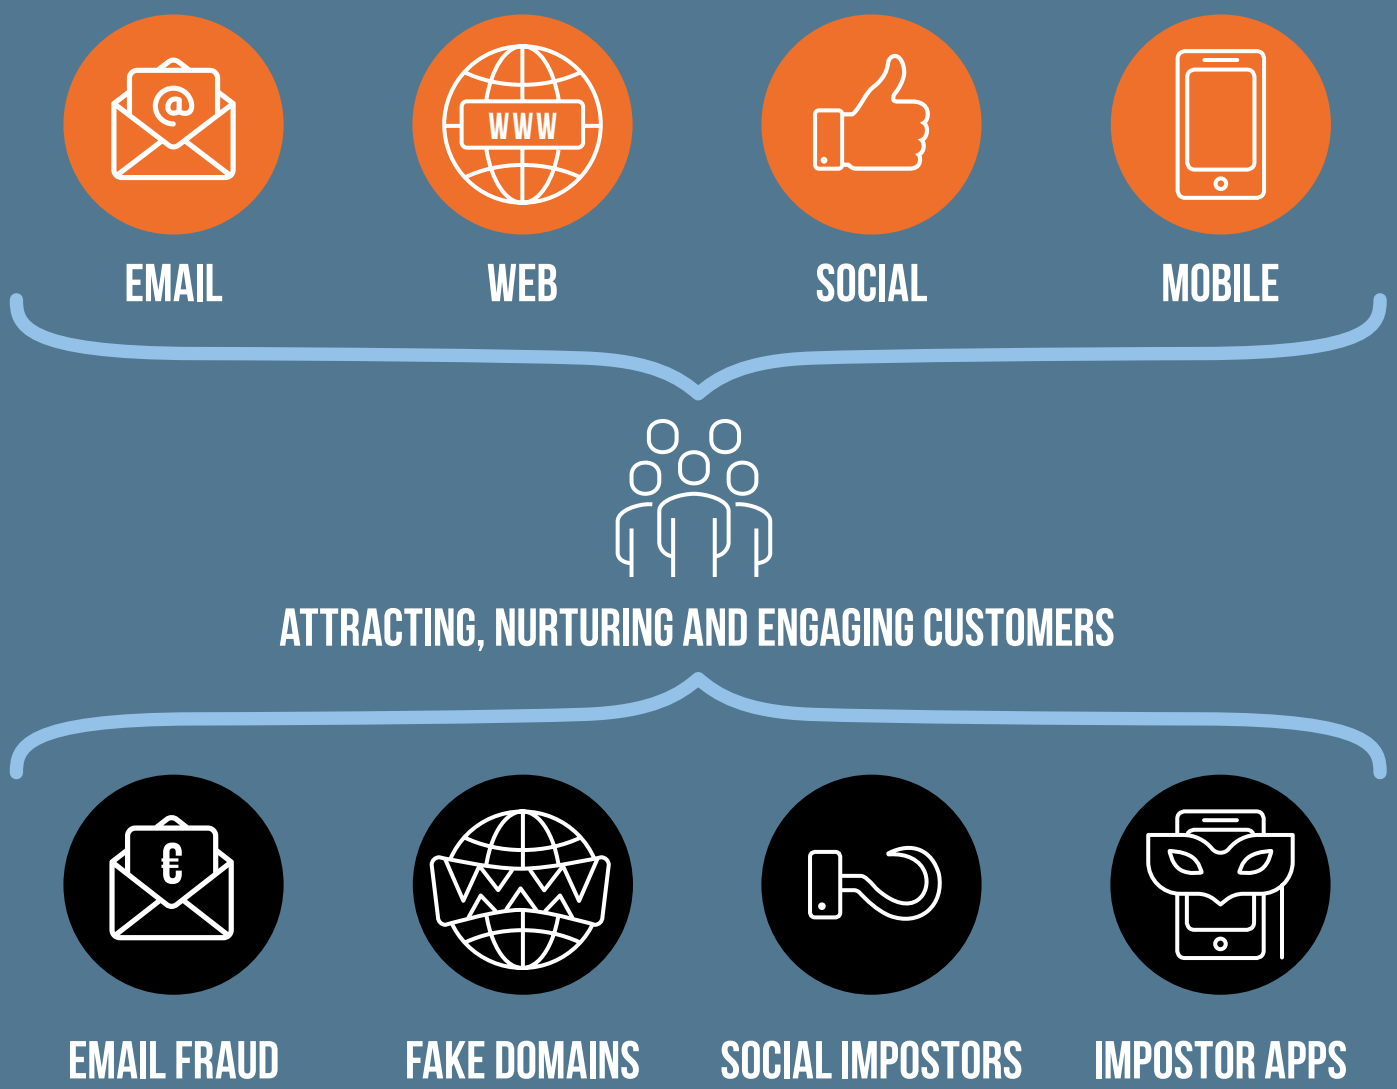 @
WWW
EMAIL
WEB
SOCIAL
MOBILE
ATTRACTING, NURTURING AND ENGAGING CUSTOMERS
€
EMAIL FRAUD
FAKE DOMAINS
SOCIAL IMPOSTORS
IMPOSTOR APPS